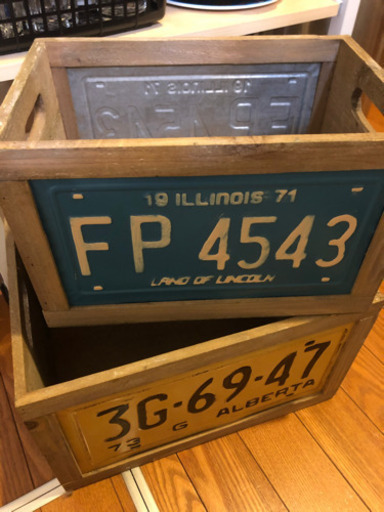 19 ILLINOIS 71
FP 4543
LAND OF LINCOLN
3G-69-47
73 G ALBERTA